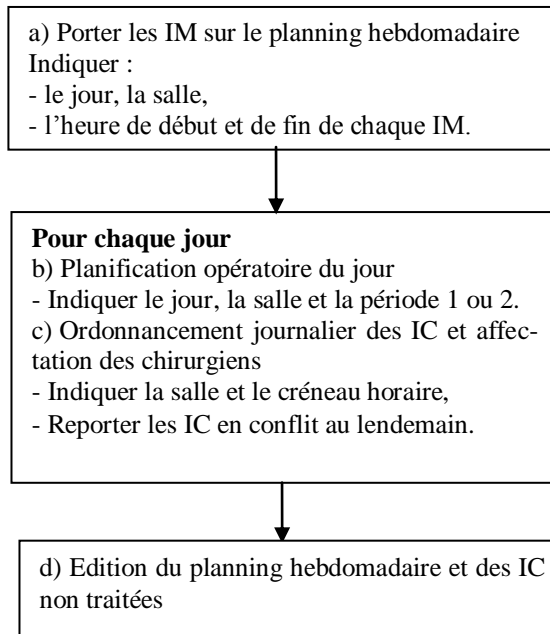 a) Porter les IM sur le planning hebdomadaire
Indiquer :
- le jour, la salle,
- l’heure de début et de fin de chaque IM.
Pour chaque jour
b) Planification opératoire du jour
- Indiquer le jour, la salle et la période 1 ou 2.
c) Ordonnancement journalier des IC et affec-
tation des chirurgiens
- Indiquer la salle et le créneau horaire,
- Reporter les IC en conflit au lendemain.
d) Edition du planning hebdomadaire et des IC
non traitées